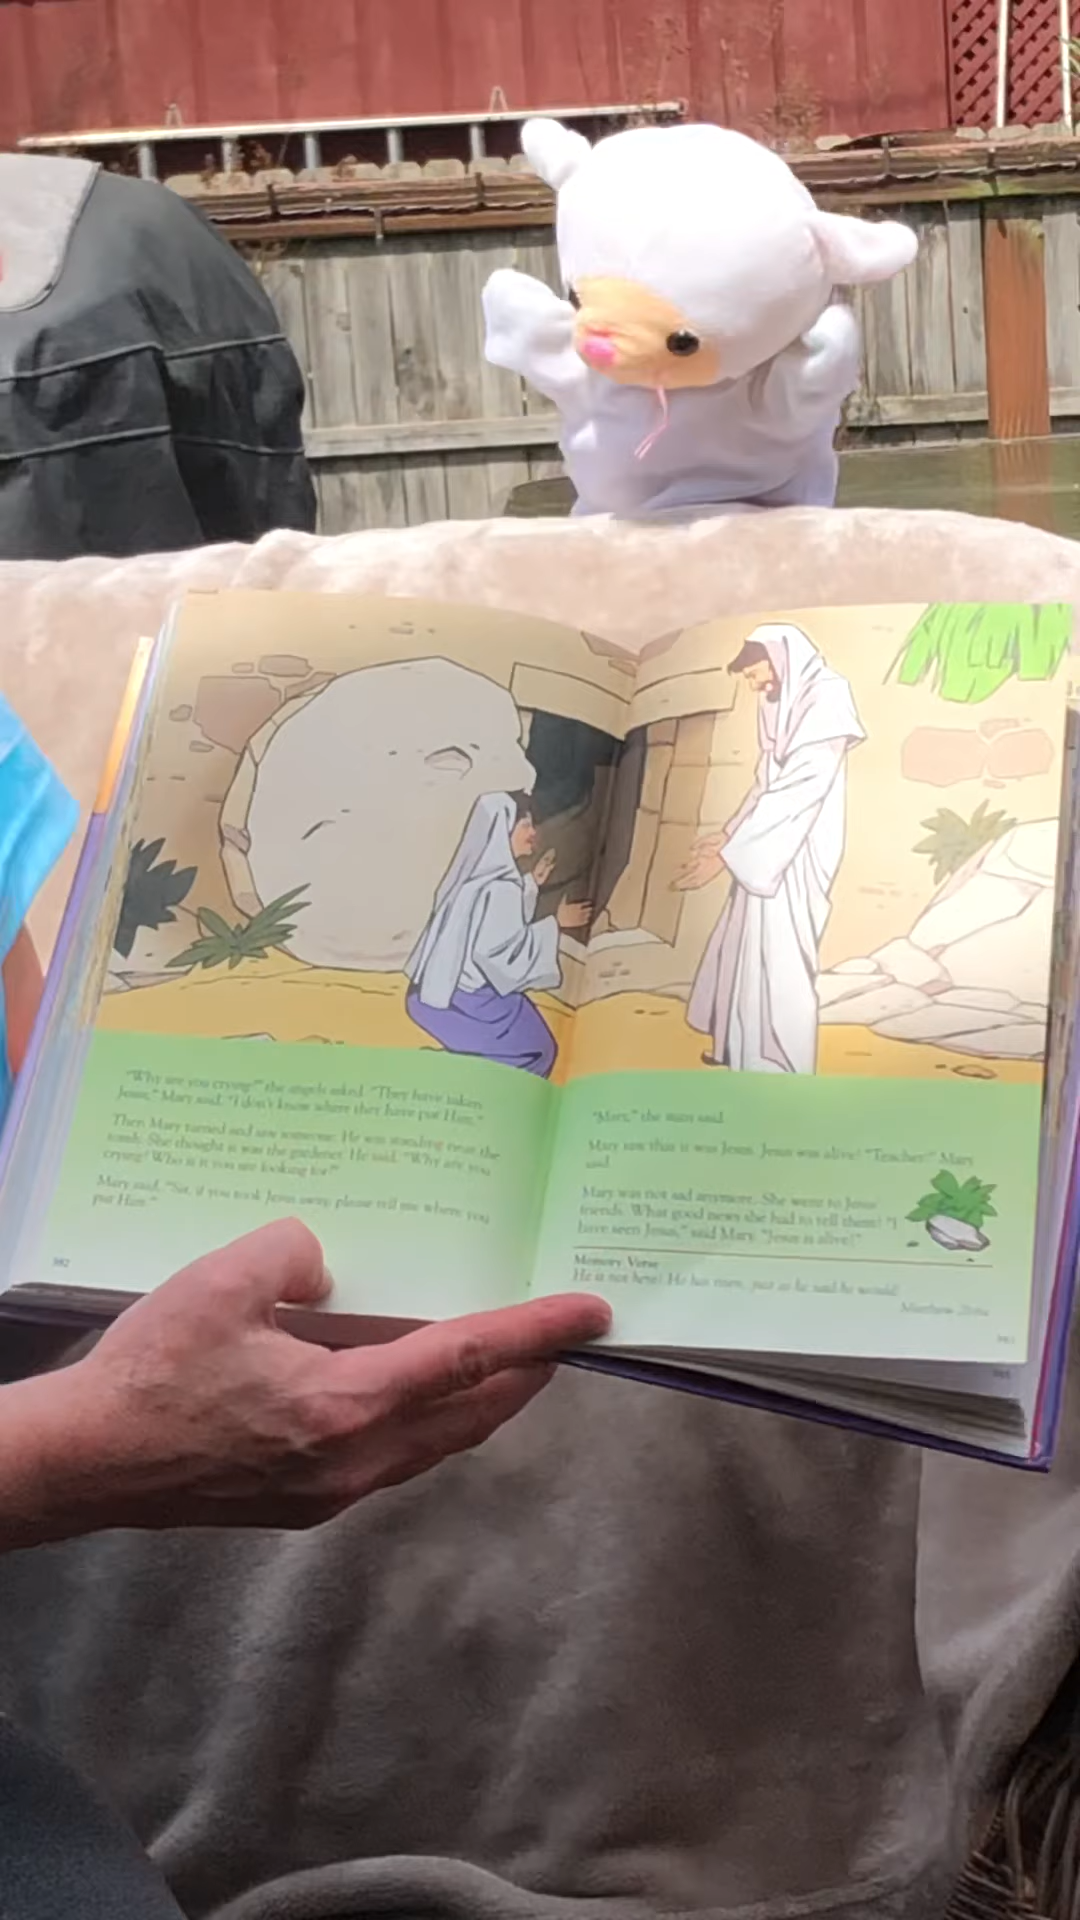 "Why are you crying?" the angels asked. "They have taken
Jesus," Mary said. "I don't know where they have put Him."
Then Mary turned and saw someone. He was standing near the
tomb. She thought it was the gardener. He said, "Why are you
crying? Who is it you are looking for?"
Mary said, "Sir, if you took Jesus away, please tell me where you
put Him."
982
"Mary," the man said.
Mary saw that it was Jesus. Jesus was alive! "Teacher!" Mary
said.
Mary was not sad anymore. She went to Jesus'
friends. What good news she had to tell them! "I
have seen Jesus," said Mary. "Jesus is alive!"
Memory Verse
He is not here! He has risen, just as he said he would!
Matthew